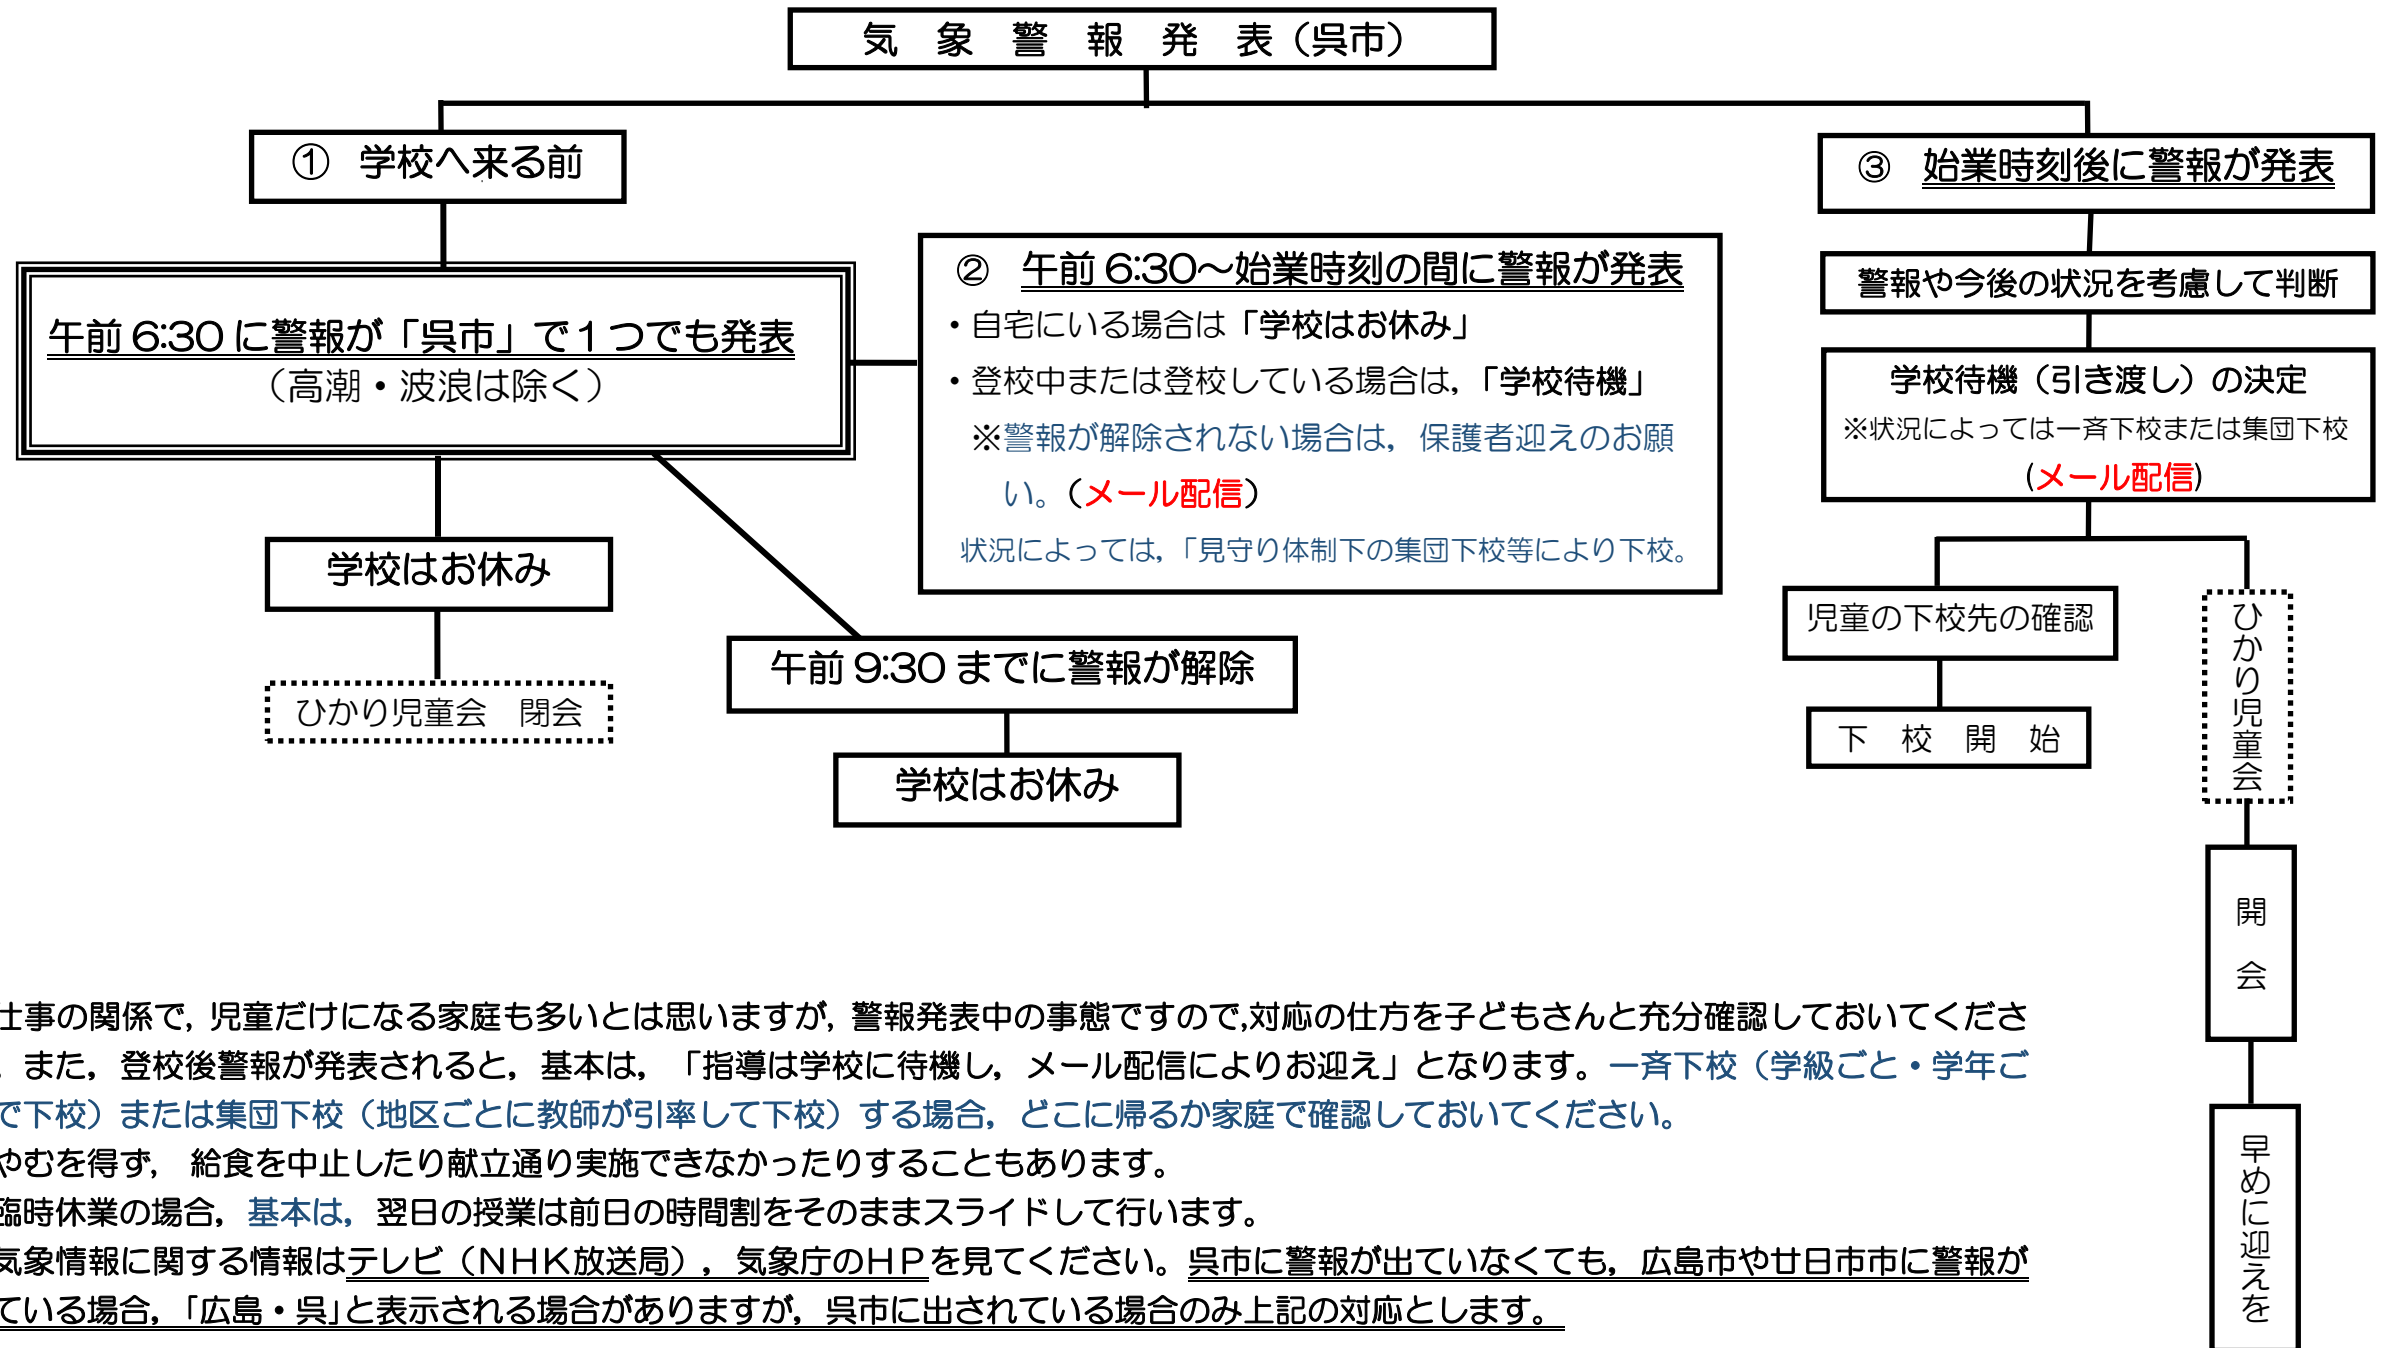 気　象　警　報　発　表（呉市）
①　学校へ来る前
午前 6:30 に警報が「呉市」で１つでも発表
（高潮・波浪は除く）
学校はお休み
ひかり児童会　閉会
午前 9:30 までに警報が解除
学校はお休み
②　午前 6:30～始業時刻の間に警報が発表
・自宅にいる場合は「学校はお休み」
・登校中または登校している場合は，「学校待機」
※警報が解除されない場合は，保護者迎えのお願
い。（メール配信）
状況によっては，「見守り体制下の集団下校等により下校。
③　始業時刻後に警報が発表
警報や今後の状況を考慮して判断
学校待機（引き渡し）の決定
※状況によっては一斉下校または集団下校
(メール配信)
児童の下校先の確認
下　校　開　始
ひかり児童会
開　会
早めに迎えを
仕事の関係で，児童だけになる家庭も多いとは思いますが，警報発表中の事態ですので,対応の仕方を子どもさんと充分確認しておいてくださ
。また，登校後警報が発表されると，基本は，「指導は学校に待機し，メール配信によりお迎え」となります。一斉下校（学級ごと・学年ご
で下校）または集団下校（地区ごとに教師が引率して下校）する場合，どこに帰るか家庭で確認しておいてください。
やむを得ず，　給食を中止したり献立通り実施できなかったりすることもあります。
臨時休業の場合，基本は，翌日の授業は前日の時間割をそのままスライドして行います。
気象情報に関する情報はテレビ（ＮＨＫ放送局），気象庁のＨＰを見てください。呉市に警報が出ていなくても，広島市や廿日市市に警報が
ている場合，「広島・呉」と表示される場合がありますが，呉市に出されている場合のみ上記の対応とします。